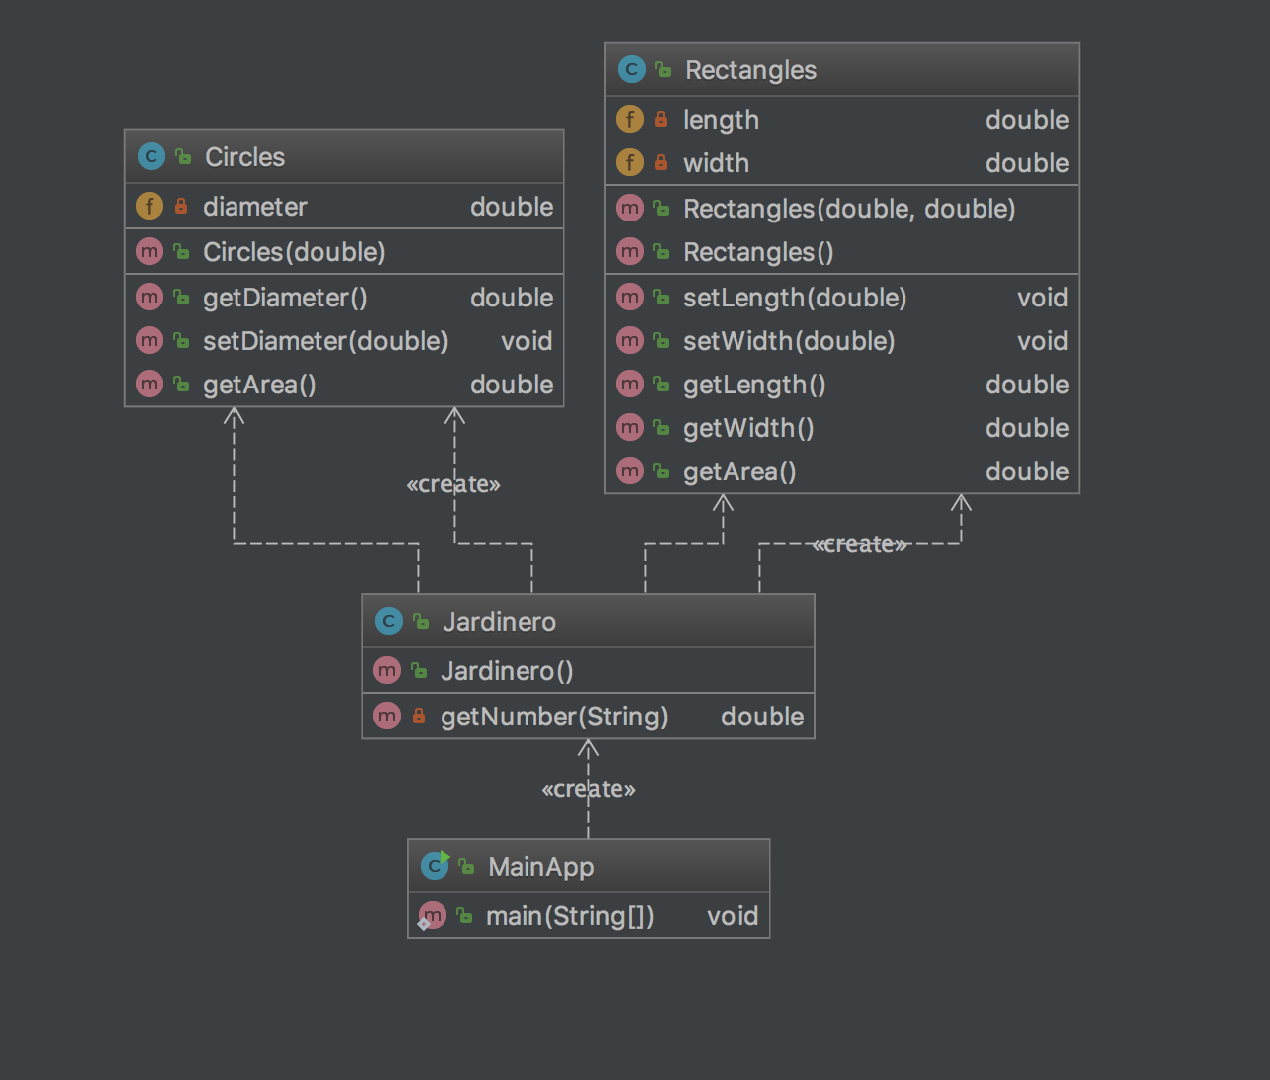 Circles
diameter double
Circles(double)
getDiameter() double
setDiameter(double) void
getArea() double
Rectangles
length double
width double
Rectangles(double, double)
Rectangles()
setLength(double) void
setWidth(double) void
getLength() double
getWidth() double
getArea() double
«create»
«create»
Jardinero
Jardinero()
getNumber(String) double
«create»
MainApp
main(String[]) void